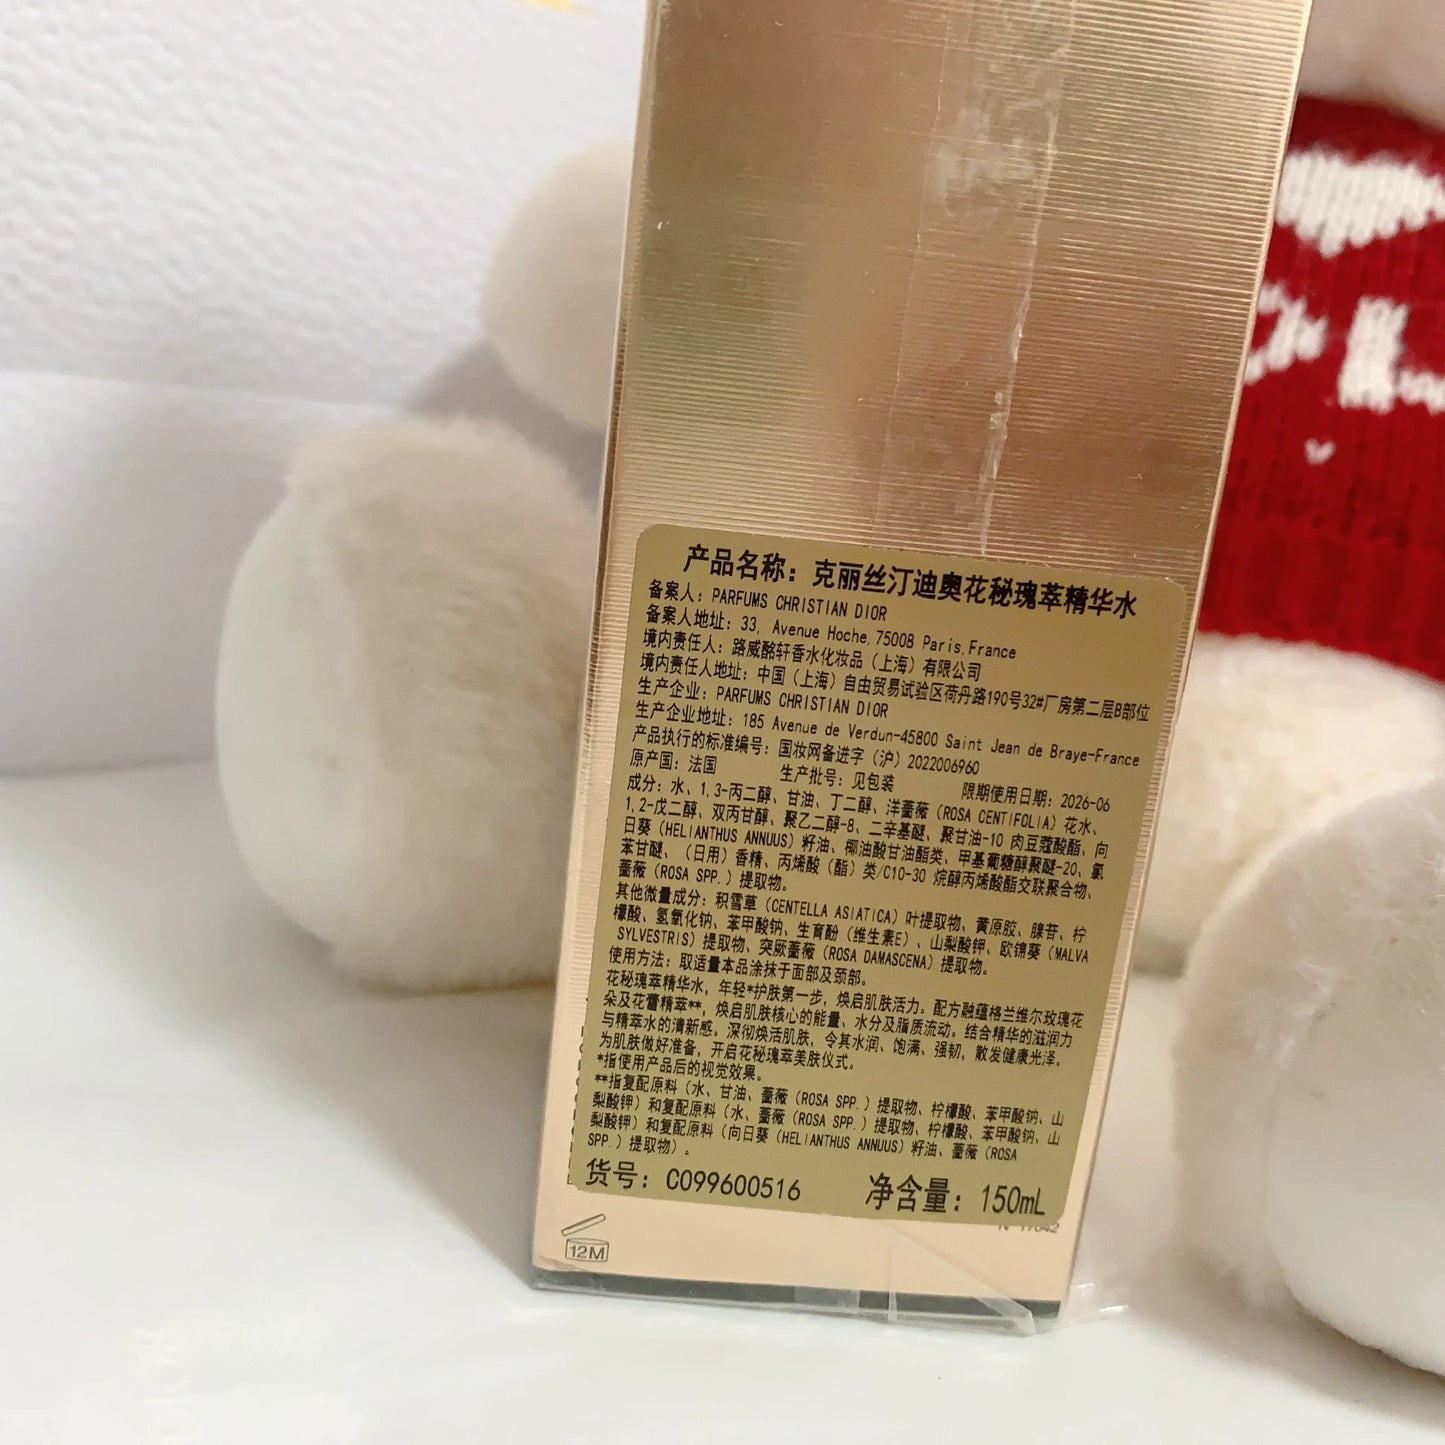 产品名称：克丽丝汀迪奥花秘瑰萃精华水
备案人：PARFUMS CHRISTIAN DIOR
备案人地址：33, Avenue Hoche,75008 Paris,France
境内责任人：路威酩轩香水化妆品（上海）有限公司
境内责任人地址：中国（上海）自由贸易试验区荷丹路190号32#厂房第二层B部位
生产企业：PARFUMS CHRISTIAN DIOR
生产企业地址：185 Avenue de Verdun-45800 Saint Jean de Braye-France
产品执行的标准编号：国妆网备进字（沪）2022006960
原产国：法国 生产批号：见包装 限期使用日期：2026-06
成分：水、1,3-丙二醇、甘油、丁二醇、洋蔷薇（ROSA CENTIFOLIA）花水、
1,2-戊二醇、双丙甘醇、聚乙二醇-8、二辛基醚、聚甘油-10 肉豆蔻酸酯、向
日葵（HELIANTHUS ANNUUS）籽油、椰油酸甘油酯类、甲基葡糖醇聚醚-20、氯
苯甘醚、（日用）香精、丙烯酸（酯）类/C10-30 烷醇丙烯酸酯交联聚合物、
蔷薇（ROSA SPP.）提取物。
其他微量成分：积雪草（CENTELLA ASIATICA）叶提取物、黄原胶、腺苷、柠
檬酸、氢氧化钠、苯甲酸钠、生育酚（维生素E）、山梨酸钾、欧锦葵（MALVA
SYLVESTRIS）提取物、突厥蔷薇（ROSA DAMASCENA）提取物。
使用方法：取适量本品涂抹于面部及颈部。
花秘瑰萃精华水，年轻*护肤第一步，焕启肌肤活力。配方融蕴格兰维尔玫瑰花
朵及花蕾精萃**，焕启肌肤核心的能量、水分及脂质流动。结合精华的滋润力
与精萃水的清新感。深彻焕活肌肤，令其水润、饱满、强韧，散发健康光泽。
为肌肤做好准备，开启花秘瑰萃美肤仪式。
*指使用产品后的视觉效果。
**指复配原料（水、甘油、蔷薇（ROSA SPP.）提取物、柠檬酸、苯甲酸钠、山
梨酸钾）和复配原料（水、蔷薇（ROSA SPP.）提取物、柠檬酸、苯甲酸钠、山
梨酸钾）和复配原料（向日葵（HELIANTHUS ANNUUS）籽油、蔷薇（ROSA
SPP.）提取物）。
货号：C099600516 净含量：150mL
12M